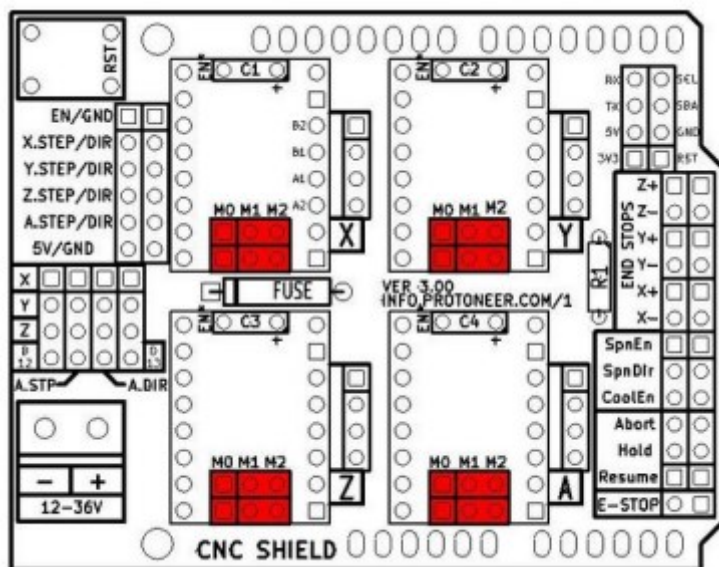 RST
EN/GND
X.STEP/DIR
Y.STEP/DIR
Z.STEP/DIR
A.STEP/DIR
5V/GND
X
Y
Z
D 12
D 13
A.STP
A.DIR
- +
12-36V
EN
C1
+
B2
B1
A1
A2
M0 M1 M2
X
EN
C2
+
M0 M1 M2
Y
FUSE
VER 3.00
INFO.PROTONEER.COM/1
R1
EN
C3
+
M0 M1 M2
Z
EN
C4
+
M0 M1 M2
A
CNC SHIELD
RX
TX
5V
3V3
SCL
SDA
GND
RST
END STOPS
Z+
Z-
Y+
Y-
X+
X-
SpnEn
SpnDir
CoolEn
Abort
Hold
Resume
E-STOP